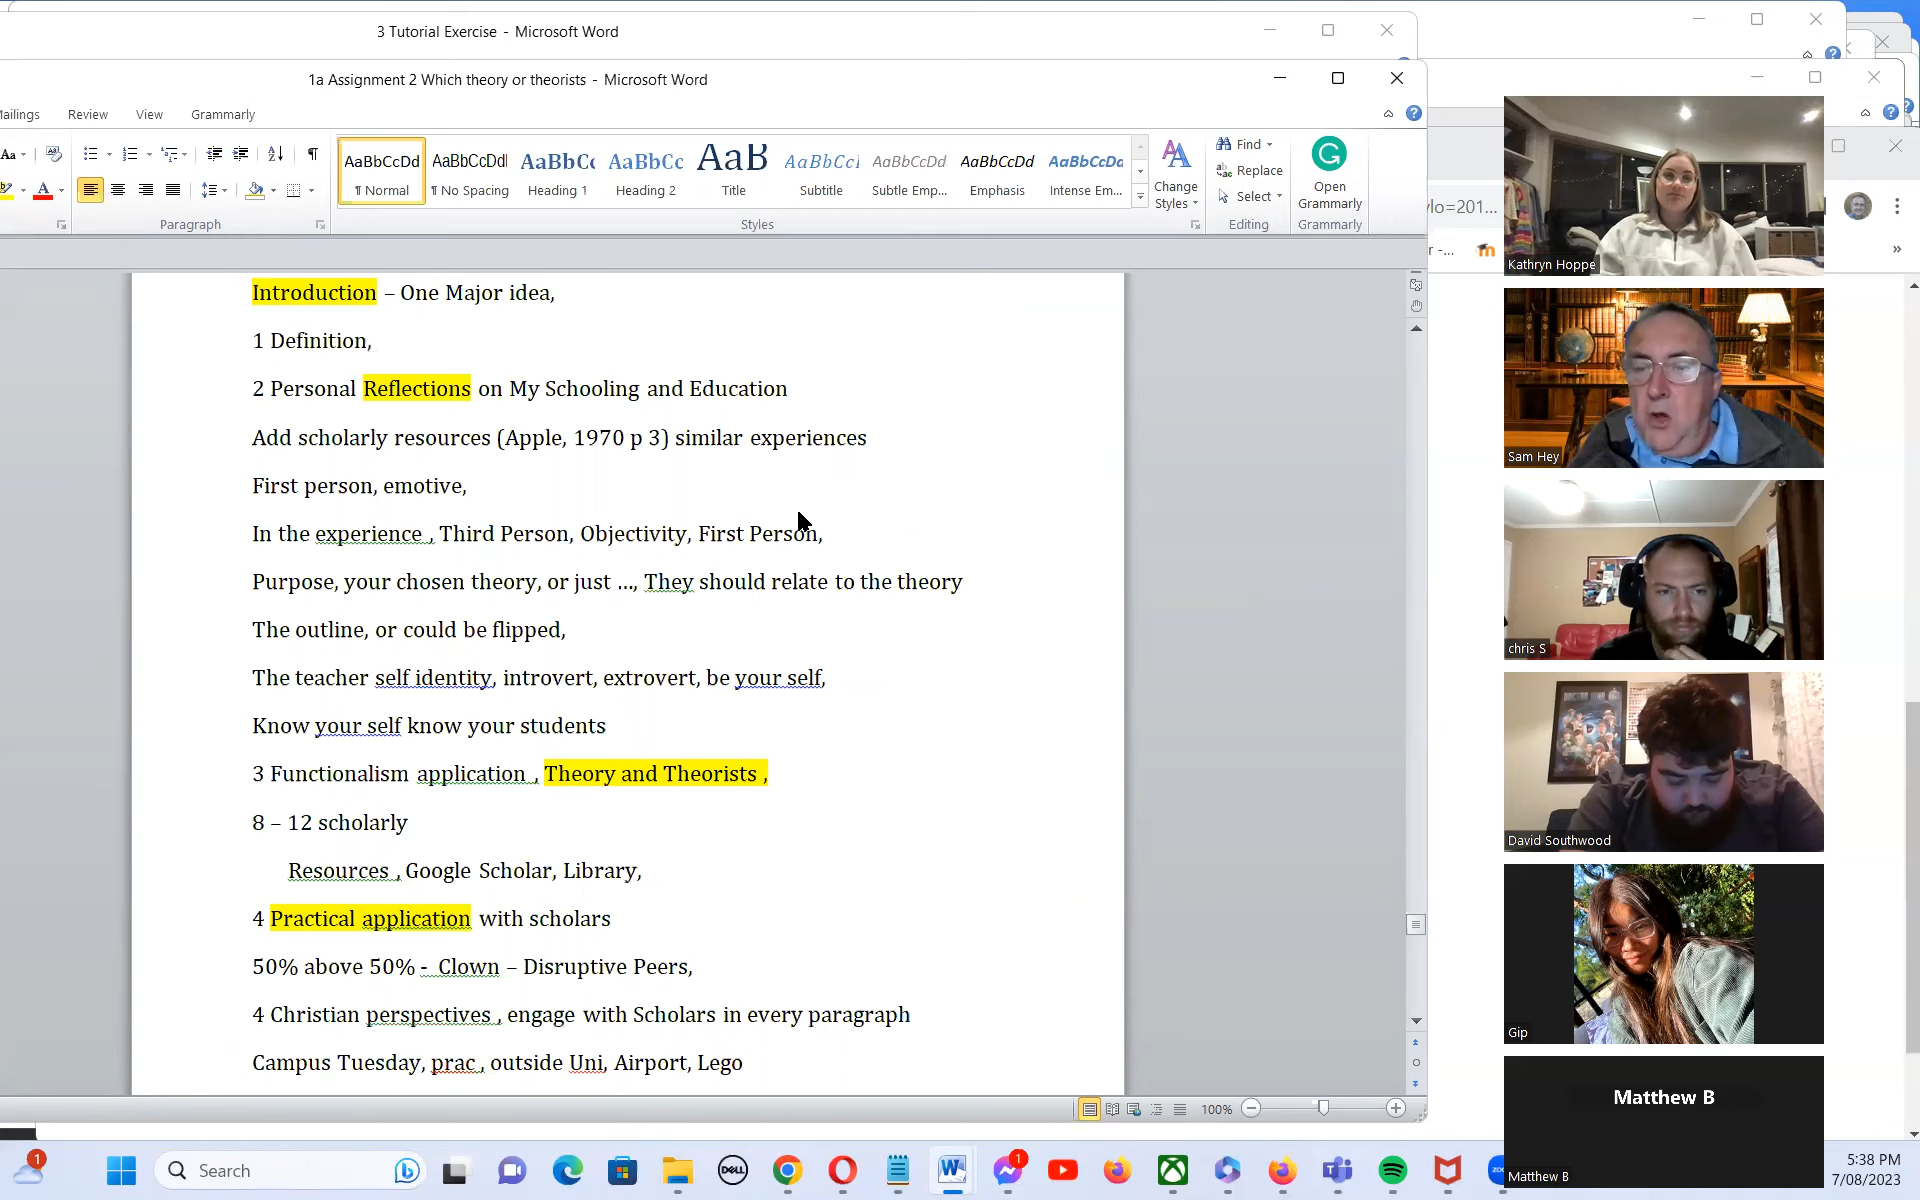 3 Tutorial Exercise - Microsoft Word
1a Assignment 2 Which theory or theorists - Microsoft Word
Mailings Review View Grammarly
Aa
AaBbCcDd AaBbCcDd AaBbCc AaBbCc AaB AaBbCcI AaBbCcDd AaBbCcDd AaBbCcDc
¶ Normal ¶ No Spacing Heading 1 Heading 2 Title Subtitle Subtle Emp... Emphasis Intense Em...
Change Styles
Find
Replace
Select
Open Grammarly
Paragraph Styles Editing Grammarly
ylo=201...
r -...
»
Introduction – One Major idea,
1 Definition,
2 Personal Reflections on My Schooling and Education
Add scholarly resources (Apple, 1970 p 3) similar experiences
First person, emotive,
In the experience , Third Person, Objectivity, First Person,
Purpose, your chosen theory, or just ..., They should relate to the theory
The outline, or could be flipped,
The teacher self identity, introvert, extrovert, be your self,
Know your self know your students
3 Functionalism application , Theory and Theorists ,
8 – 12 scholarly
Resources , Google Scholar, Library,
4 Practical application with scholars
50% above 50% - Clown – Disruptive Peers,
4 Christian perspectives , engage with Scholars in every paragraph
Campus Tuesday, prac , outside Uni, Airport, Lego
100%
Kathryn Hoppe
Sam Hey
chris S
David Southwood
Gip
Matthew B
Matthew B
1
Search
DELL
1
5:38 PM
7/08/2023